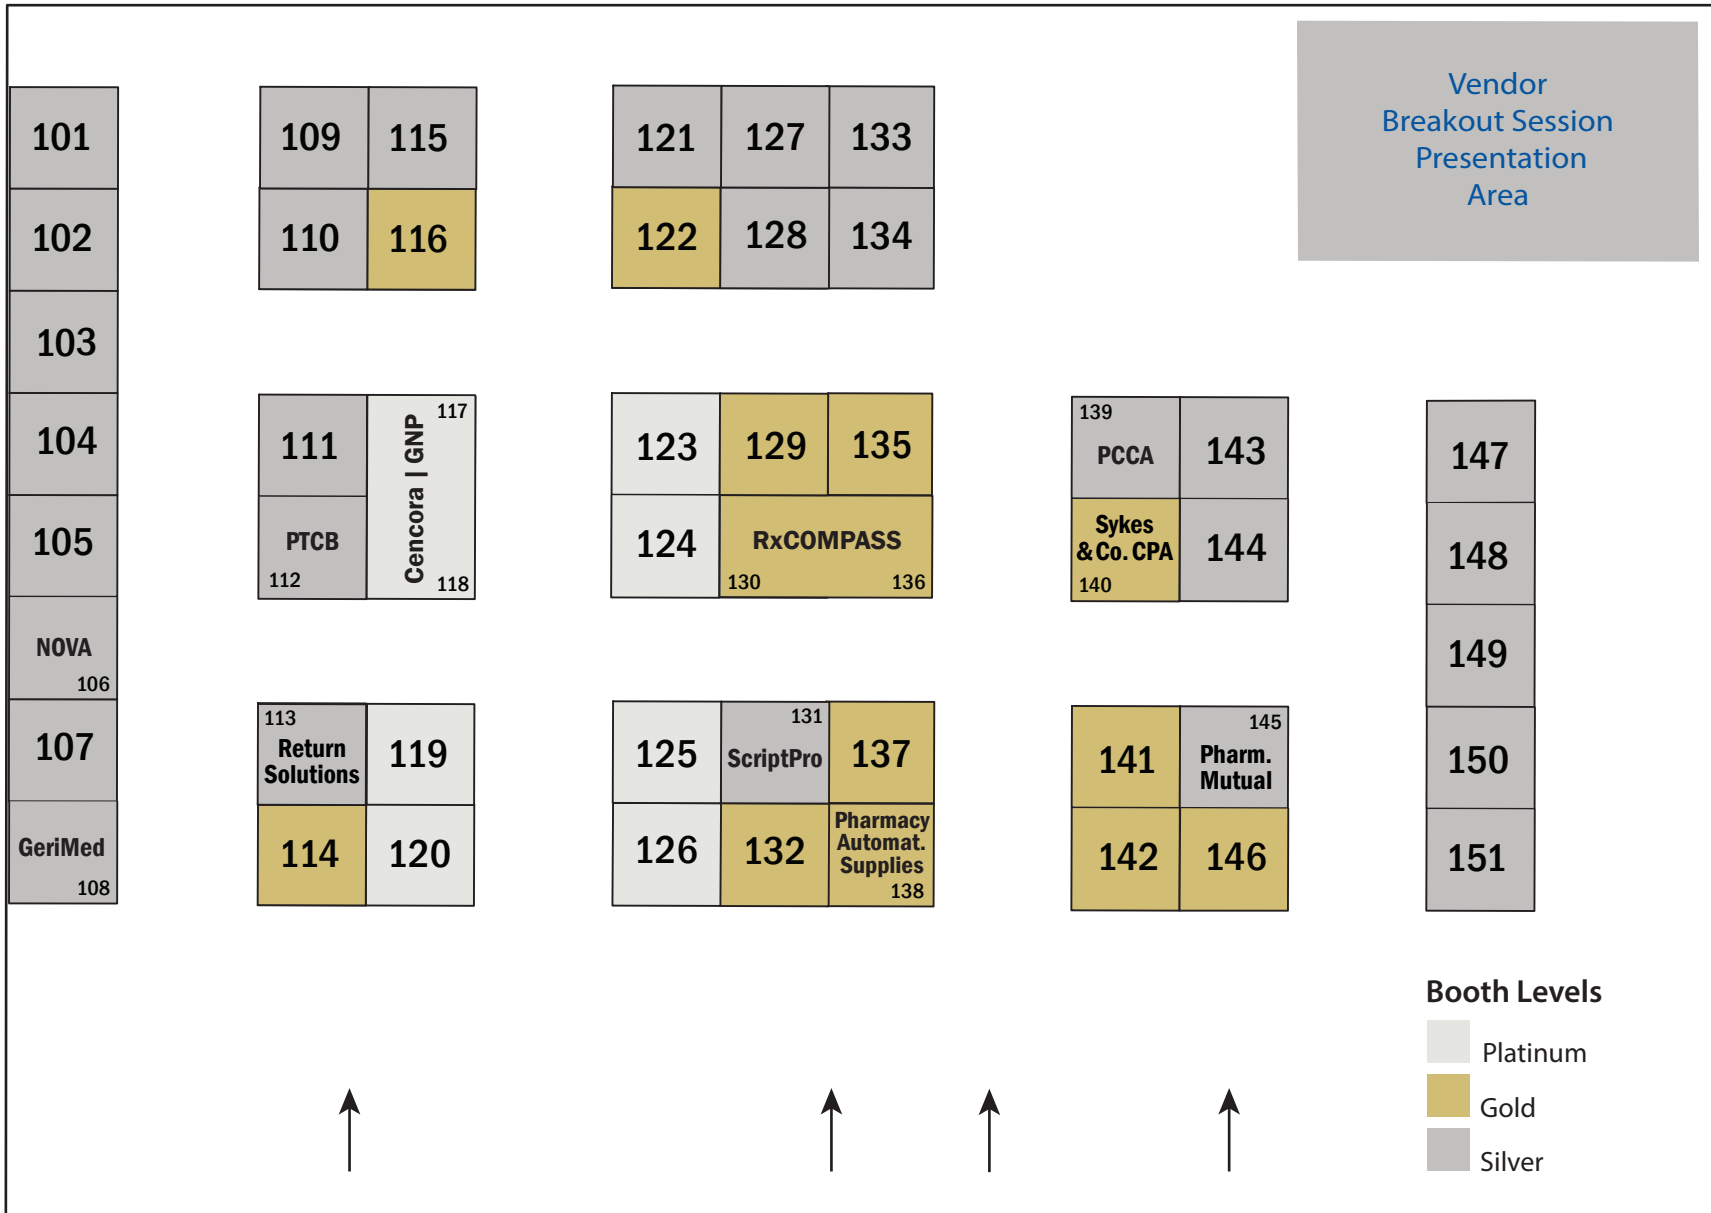 Vendor
Breakout Session
Presentation
Area
101
102
103
104
105
NOVA
106
107
GeriMed
108
109 115
110 116
111
PTCB
112
117
Cencora | GNP
118
113
Return
Solutions
119
114 120
121 127 133
122 128 134
123 129 135
124 RxCOMPASS
130 136
125
131
ScriptPro
137
126 132
Pharmacy
Automat.
Supplies
138
139
PCCA
143
Sykes
& Co. CPA
140
144
141
145
Pharm.
Mutual
142 146
147
148
149
150
151
Booth Levels
Platinum
Gold
Silver